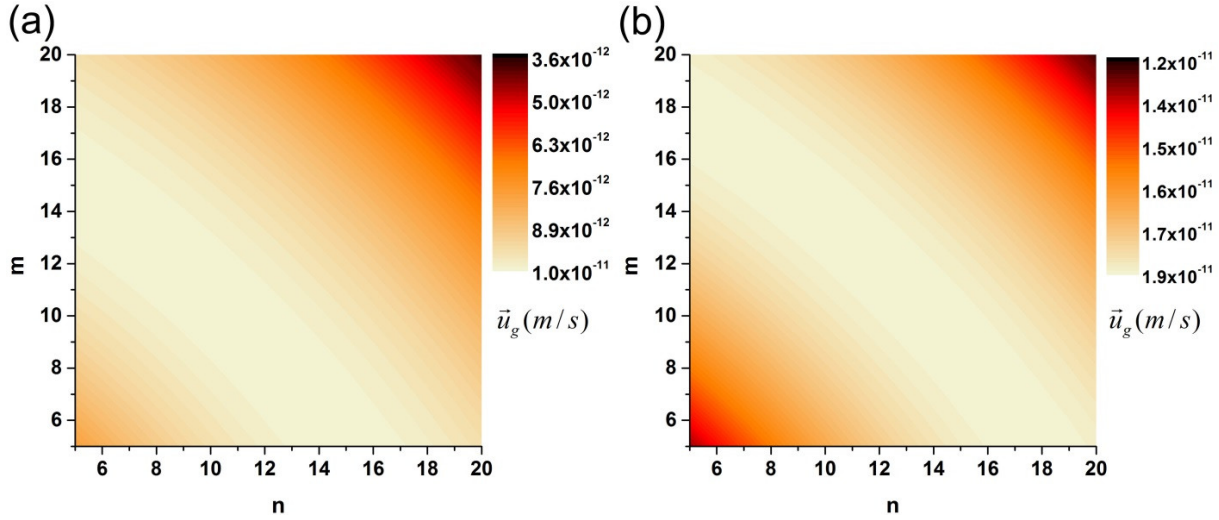 (a)
20
18
16
14
12
10
8
6
m
6 8 10 12 14 16 18 20
n
3.6x10⁻¹²
5.0x10⁻¹²
6.3x10⁻¹²
7.6x10⁻¹²
8.9x10⁻¹²
1.0x10⁻¹¹
u⃗_g (m/s)
(b)
20
18
16
14
12
10
8
6
m
6 8 10 12 14 16 18 20
n
1.2x10⁻¹¹
1.4x10⁻¹¹
1.5x10⁻¹¹
1.6x10⁻¹¹
1.7x10⁻¹¹
1.9x10⁻¹¹
u⃗_g (m/s)